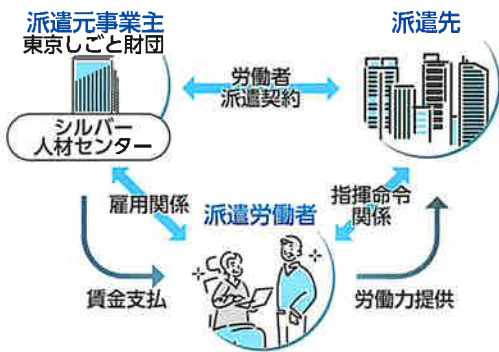 派遣元事業主
東京しごと財団
シルバー
人材センター
派遣先
労働者
派遣契約
雇用関係
派遣労働者
指揮命令
関係
賃金支払
労働力提供